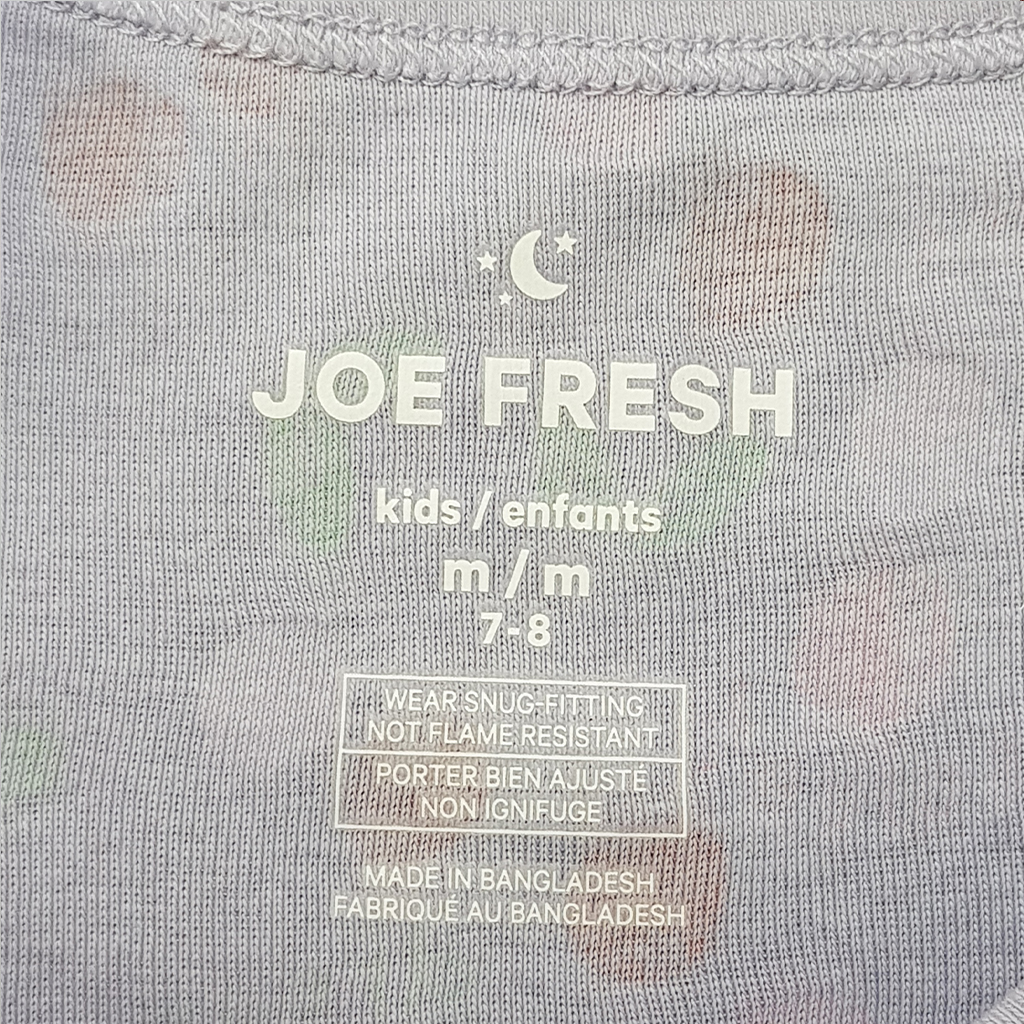 JOE FRESH
kids / enfants
m / m
7-8
WEAR SNUG-FITTING
NOT FLAME RESISTANT
PORTER BIEN AJUSTÉ
NON IGNIFUGE
MADE IN BANGLADESH
FABRIQUÉ AU BANGLADESH